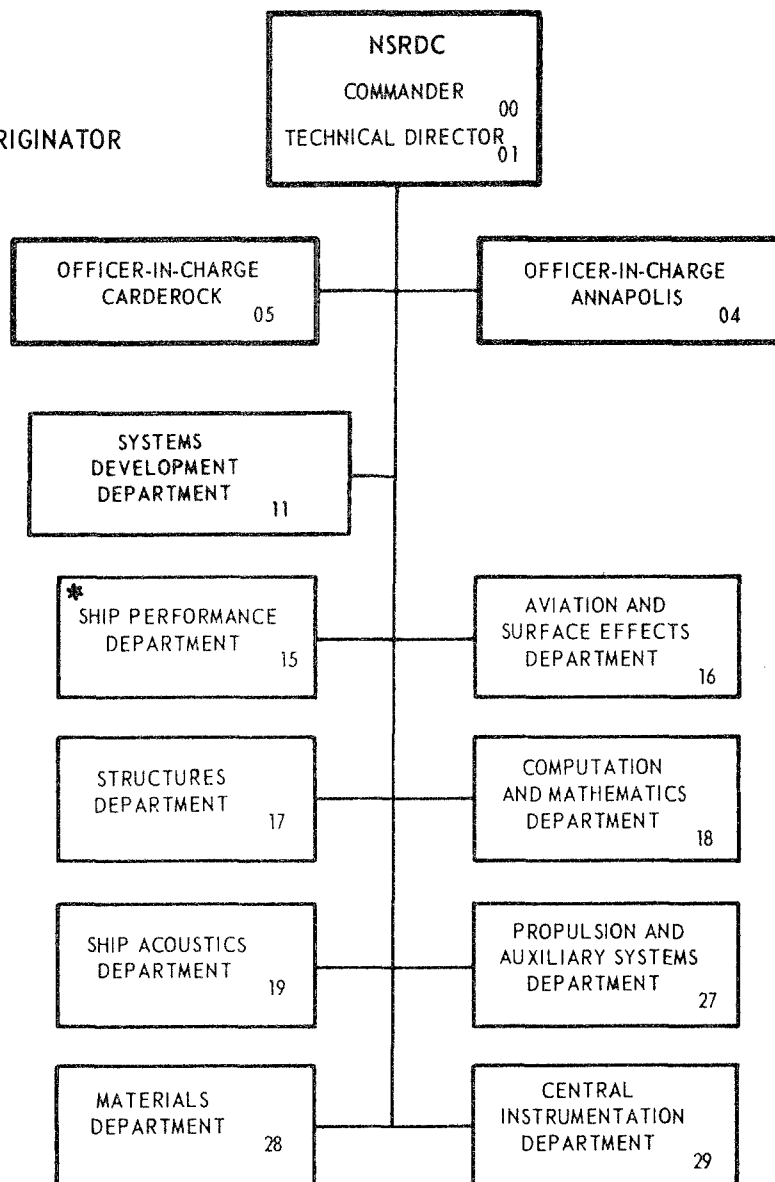 NSRDC
COMMANDER
00
TECHNICAL DIRECTOR
01
RIGINATOR
OFFICER-IN-CHARGE
CARDEROCK
05
OFFICER-IN-CHARGE
ANNAPOLIS
04
SYSTEMS
DEVELOPMENT
DEPARTMENT
11
*
SHIP PERFORMANCE
DEPARTMENT
15
AVIATION AND
SURFACE EFFECTS
DEPARTMENT
16
STRUCTURES
DEPARTMENT
17
COMPUTATION
AND MATHEMATICS
DEPARTMENT
18
SHIP ACOUSTICS
DEPARTMENT
19
PROPULSION AND
AUXILIARY SYSTEMS
DEPARTMENT
27
MATERIALS
DEPARTMENT
28
CENTRAL
INSTRUMENTATION
DEPARTMENT
29